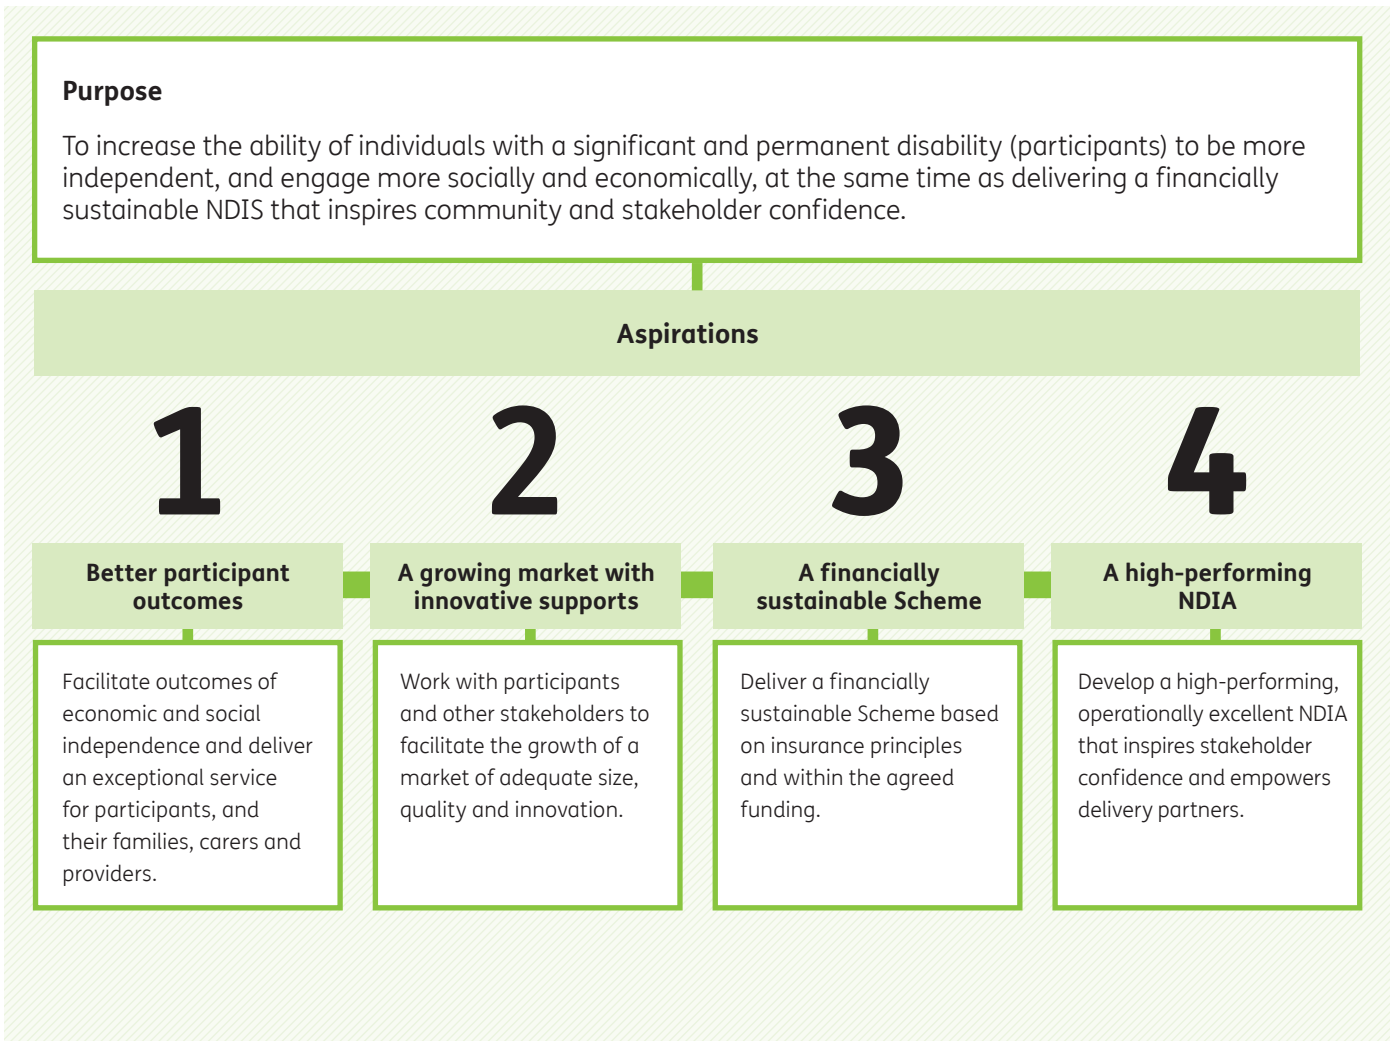 Purpose
To increase the ability of individuals with a significant and permanent disability (participants) to be more
independent, and engage more socially and economically, at the same time as delivering a financially
sustainable NDIS that inspires community and stakeholder confidence.
Aspirations
1
Better participant
outcomes
Facilitate outcomes of
economic and social
independence and deliver
an exceptional service
for participants, and
their families, carers and
providers.
2
A growing market with
innovative supports
Work with participants
and other stakeholders to
facilitate the growth of a
market of adequate size,
quality and innovation.
3
A financially
sustainable Scheme
Deliver a financially
sustainable Scheme based
on insurance principles
and within the agreed
funding.
4
A high-performing
NDIA
Develop a high-performing,
operationally excellent NDIA
that inspires stakeholder
confidence and empowers
delivery partners.